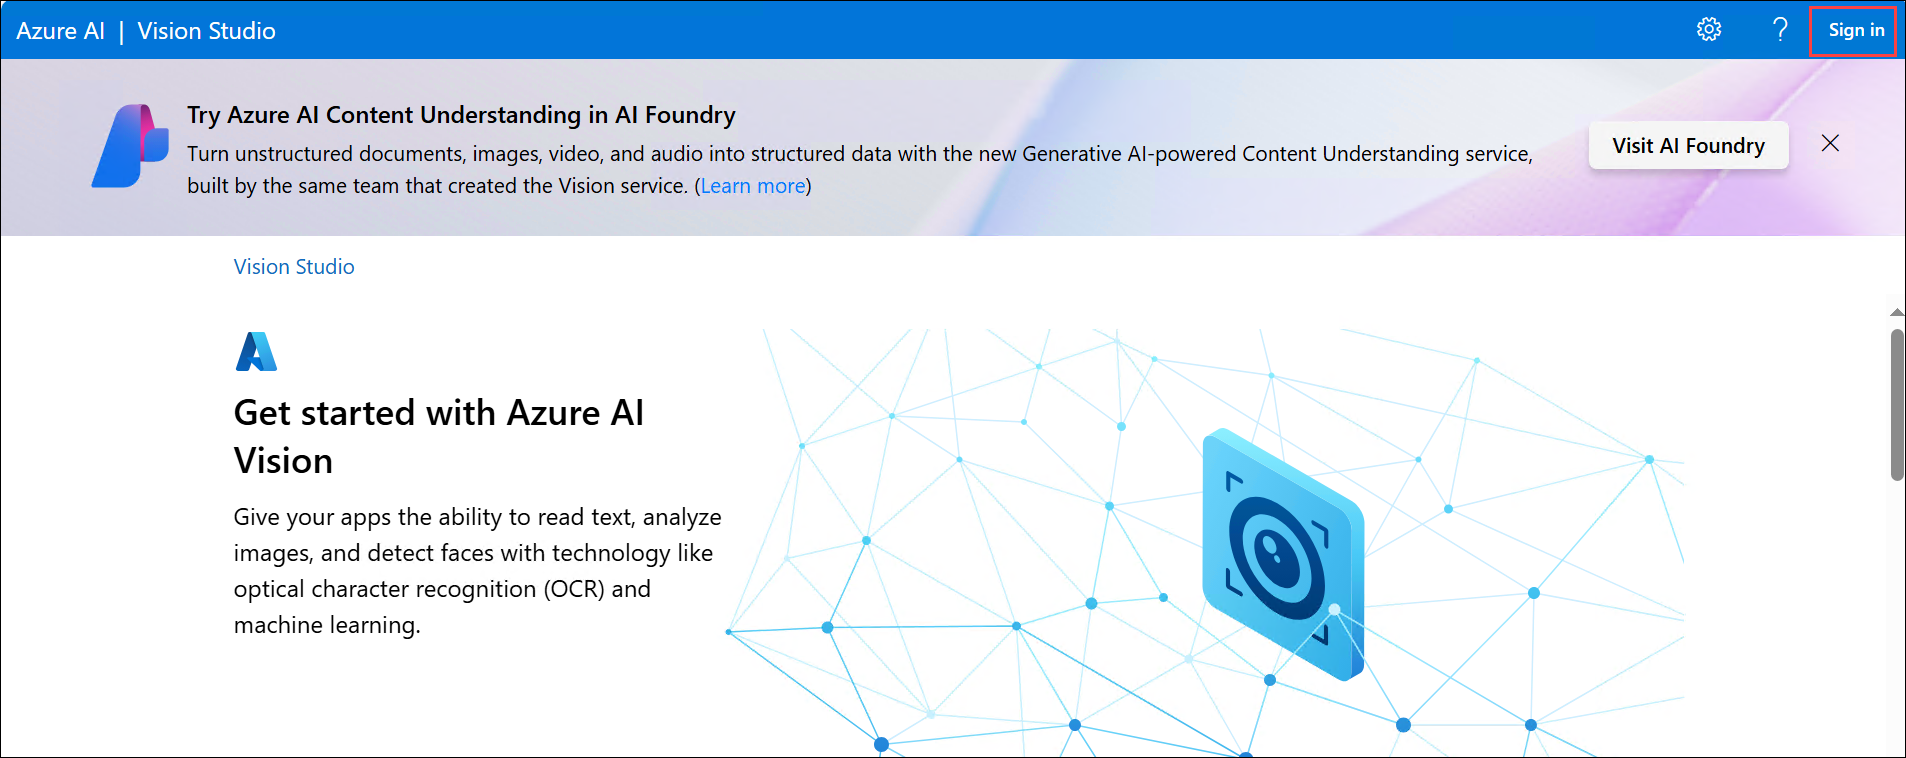 Azure AI | Vision Studio
? Sign in
Try Azure AI Content Understanding in AI Foundry
Turn unstructured documents, images, video, and audio into structured data with the new Generative AI-powered Content Understanding service,
built by the same team that created the Vision service. (Learn more)
Visit AI Foundry
Vision Studio
Get started with Azure AI
Vision
Give your apps the ability to read text, analyze
images, and detect faces with technology like
optical character recognition (OCR) and
machine learning.